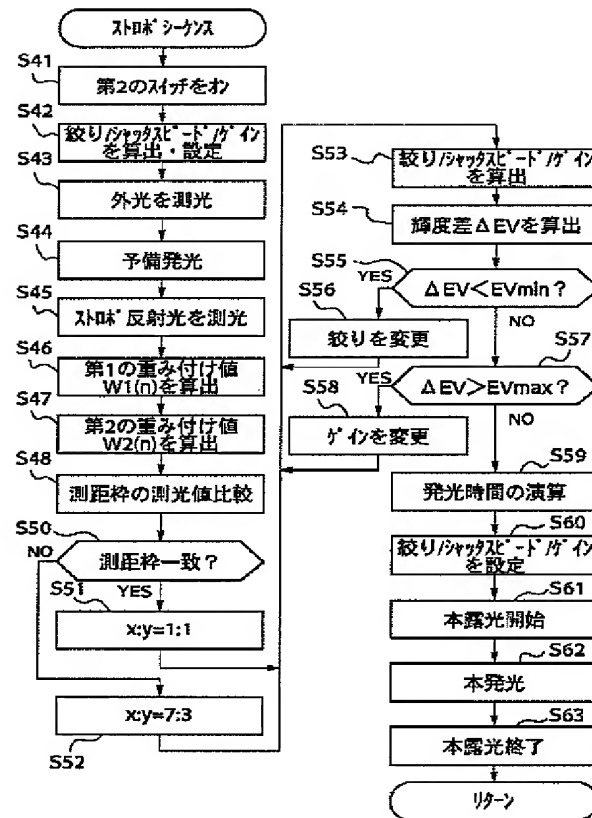 ストロボシーケンス
S41
第2のスイッチをオン
S42
絞り/シャッタスピード/ゲイン
を算出・設定
S43
外光を測光
S44
予備発光
S45
ストロボ反射光を測光
S46
第1の重み付け値
W1(n)を算出
S47
第2の重み付け値
W2(n)を算出
S48
測距枠の測光値比較
S50
測距枠一致?
NO
YES
S51
x:y=1:1
x:y=7:3
S52
S53
絞り/シャッタスピード/ゲイン
を算出
S54
輝度差ΔEVを算出
S55
ΔEV<EVmin?
YES
NO
S56
絞りを変更
S57
ΔEV>EVmax?
YES
NO
S58
ゲインを変更
S59
発光時間の演算
S60
絞り/シャッタスピード/ゲイン
を設定
S61
本露光開始
S62
本発光
S63
本露光終了
リターン